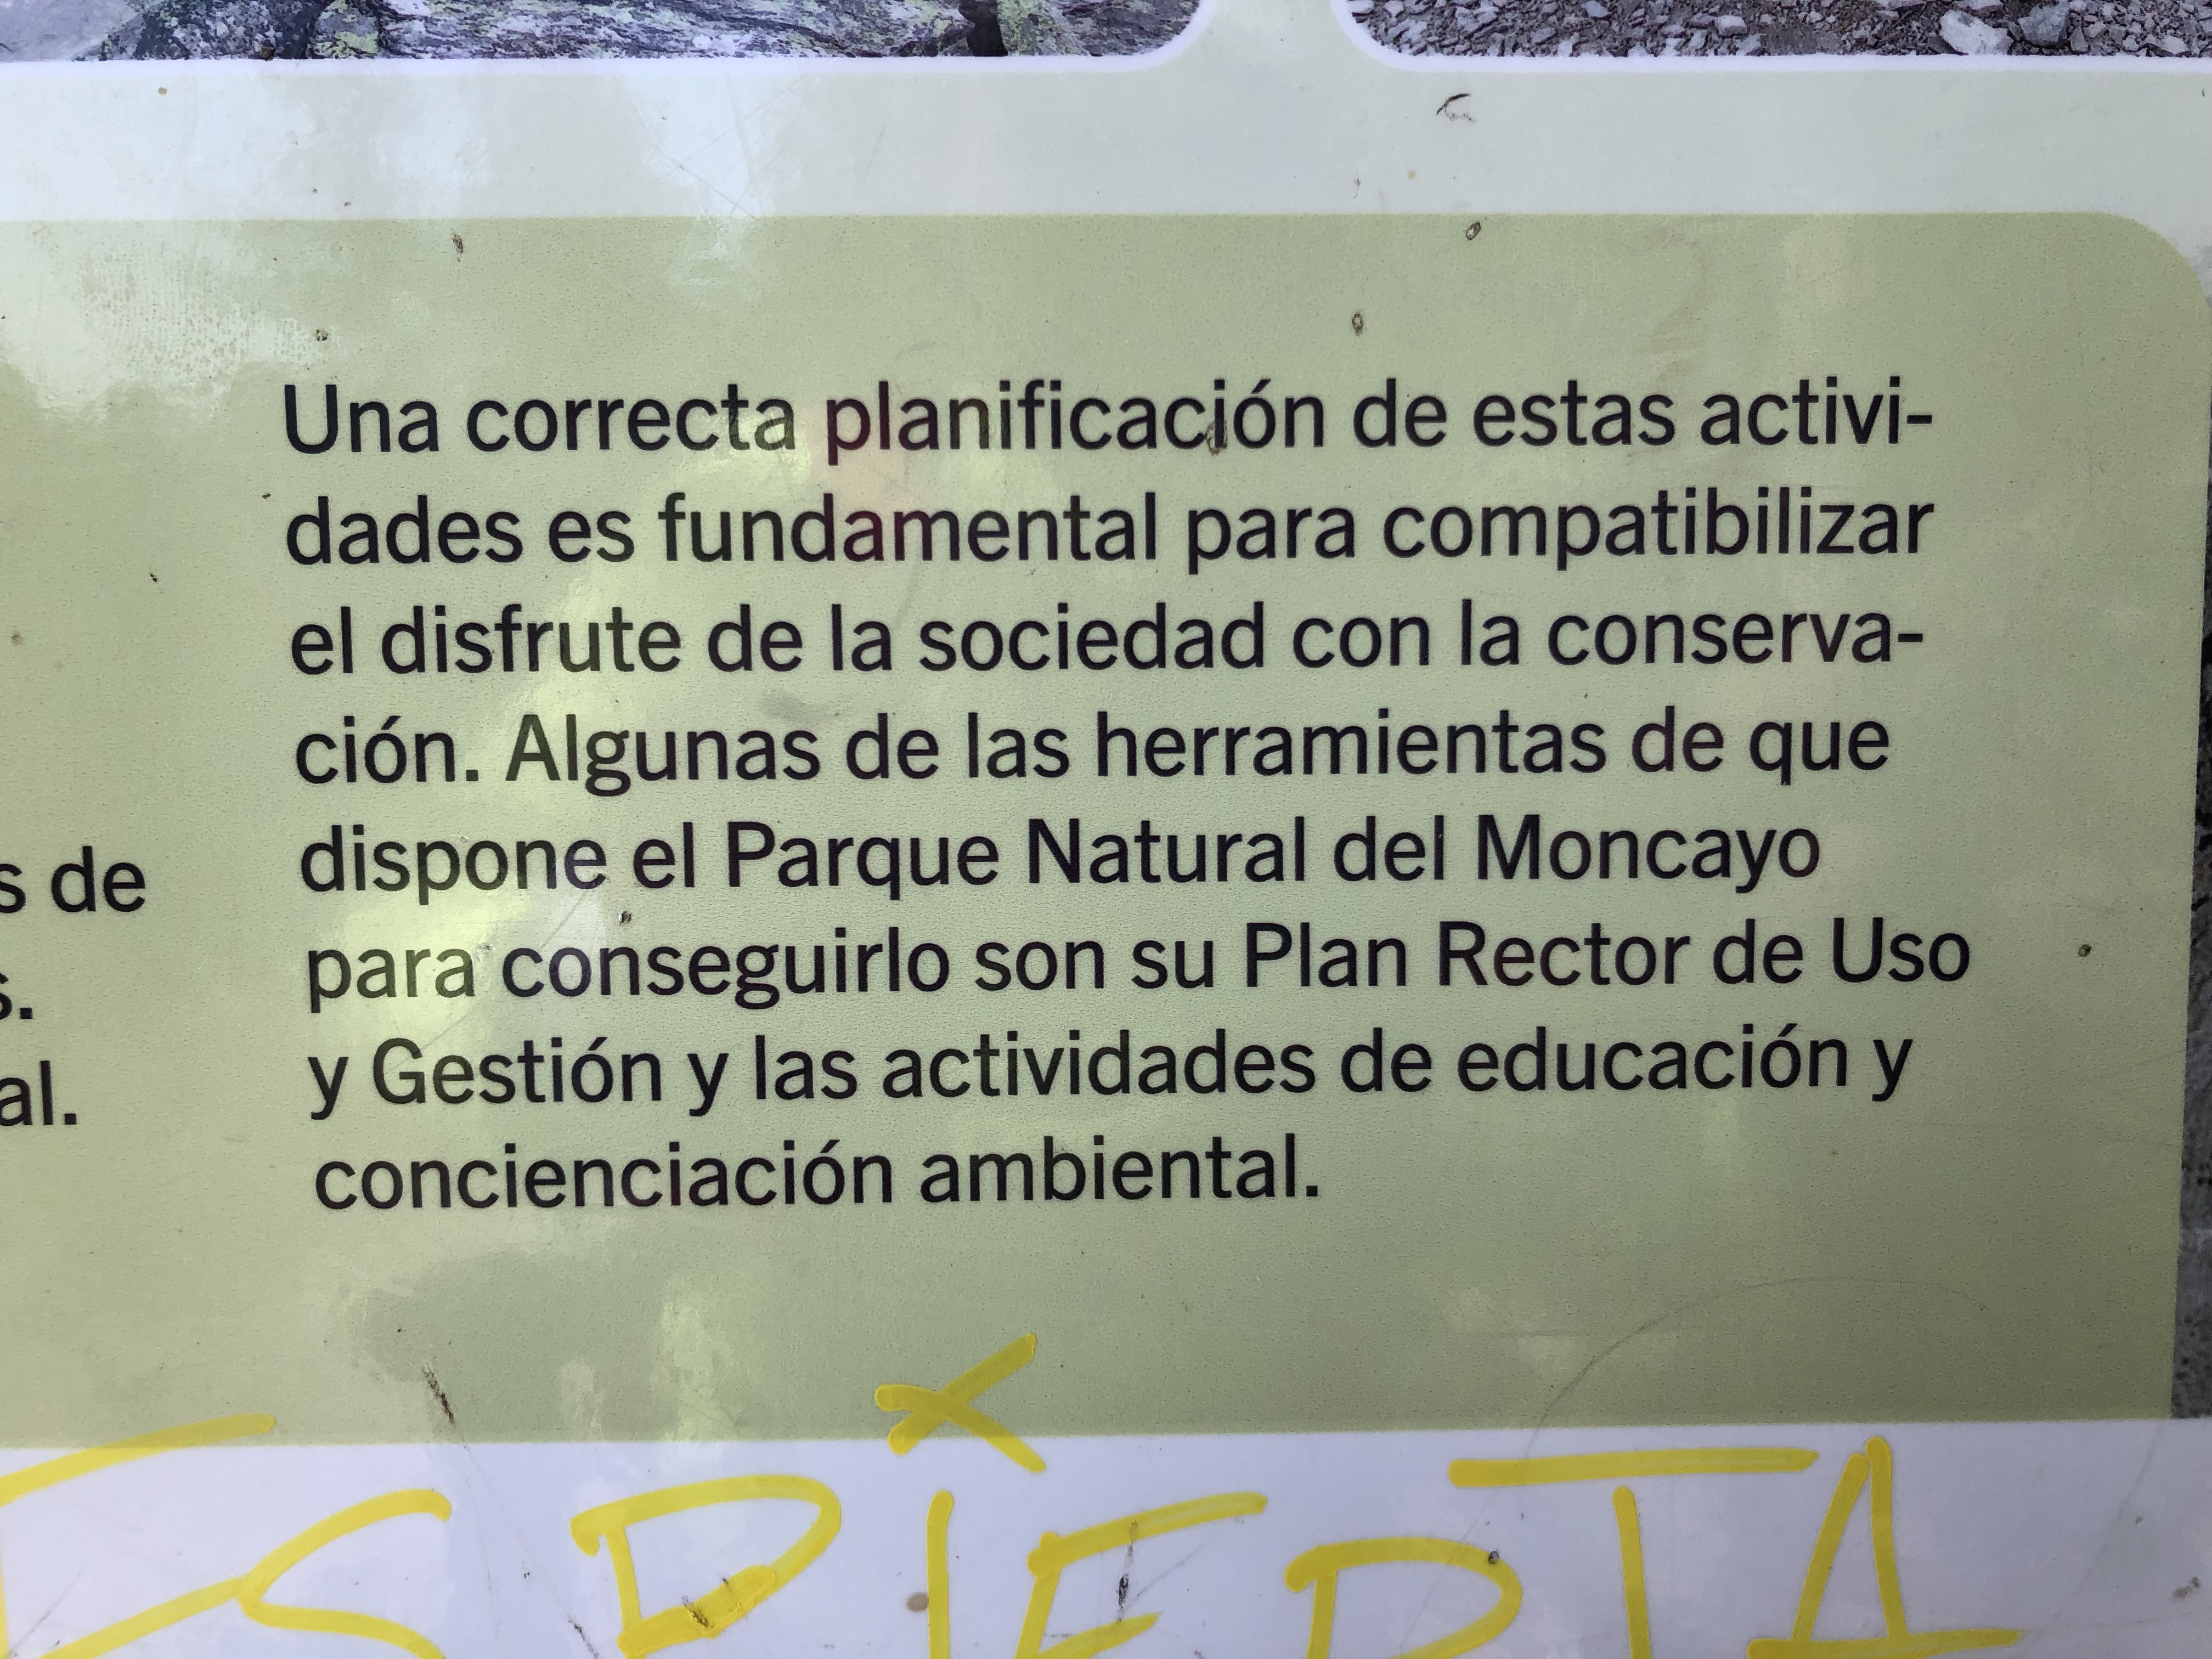 Una correcta planificación de estas activi-
dades es fundamental para compatibilizar
el disfrute de la sociedad con la conserva-
ción. Algunas de las herramientas de que
dispone el Parque Natural del Moncayo
para conseguirlo son su Plan Rector de Uso
y Gestión y las actividades de educación y
concienciación ambiental.
de
al.